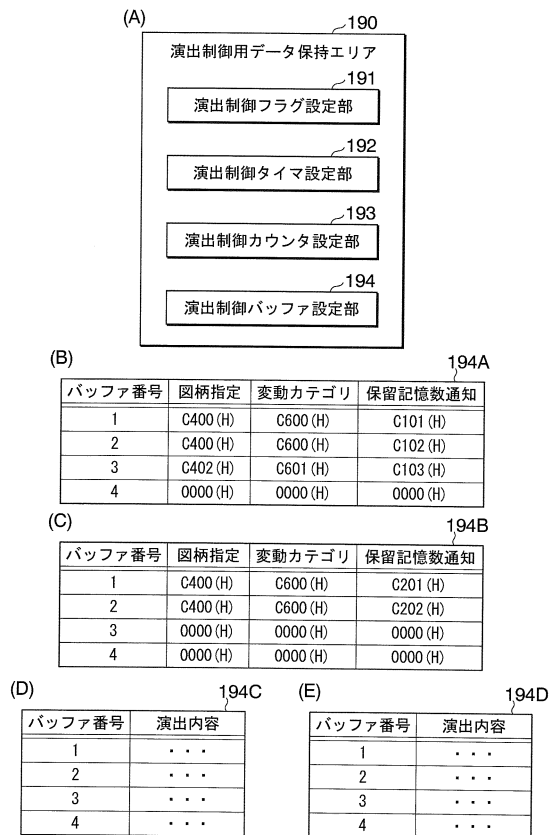 (A)
190
演出制御用データ保持エリア
191
演出制御フラグ設定部
192
演出制御タイマ設定部
193
演出制御カウンタ設定部
194
演出制御バッファ設定部
(B)
194A
バッファ番号 図柄指定 変動カテゴリ 保留記憶数通知
1 C400(H) C600(H) C101(H)
2 C400(H) C600(H) C102(H)
3 C402(H) C601(H) C103(H)
4 0000(H) 0000(H) 0000(H)
(C)
194B
バッファ番号 図柄指定 変動カテゴリ 保留記憶数通知
1 C400(H) C600(H) C201(H)
2 C400(H) C600(H) C202(H)
3 0000(H) 0000(H) 0000(H)
4 0000(H) 0000(H) 0000(H)
(D)
194C
バッファ番号 演出内容
1 ・・・
2 ・・・
3 ・・・
4 ・・・
(E)
194D
バッファ番号 演出内容
1 ・・・
2 ・・・
3 ・・・
4 ・・・